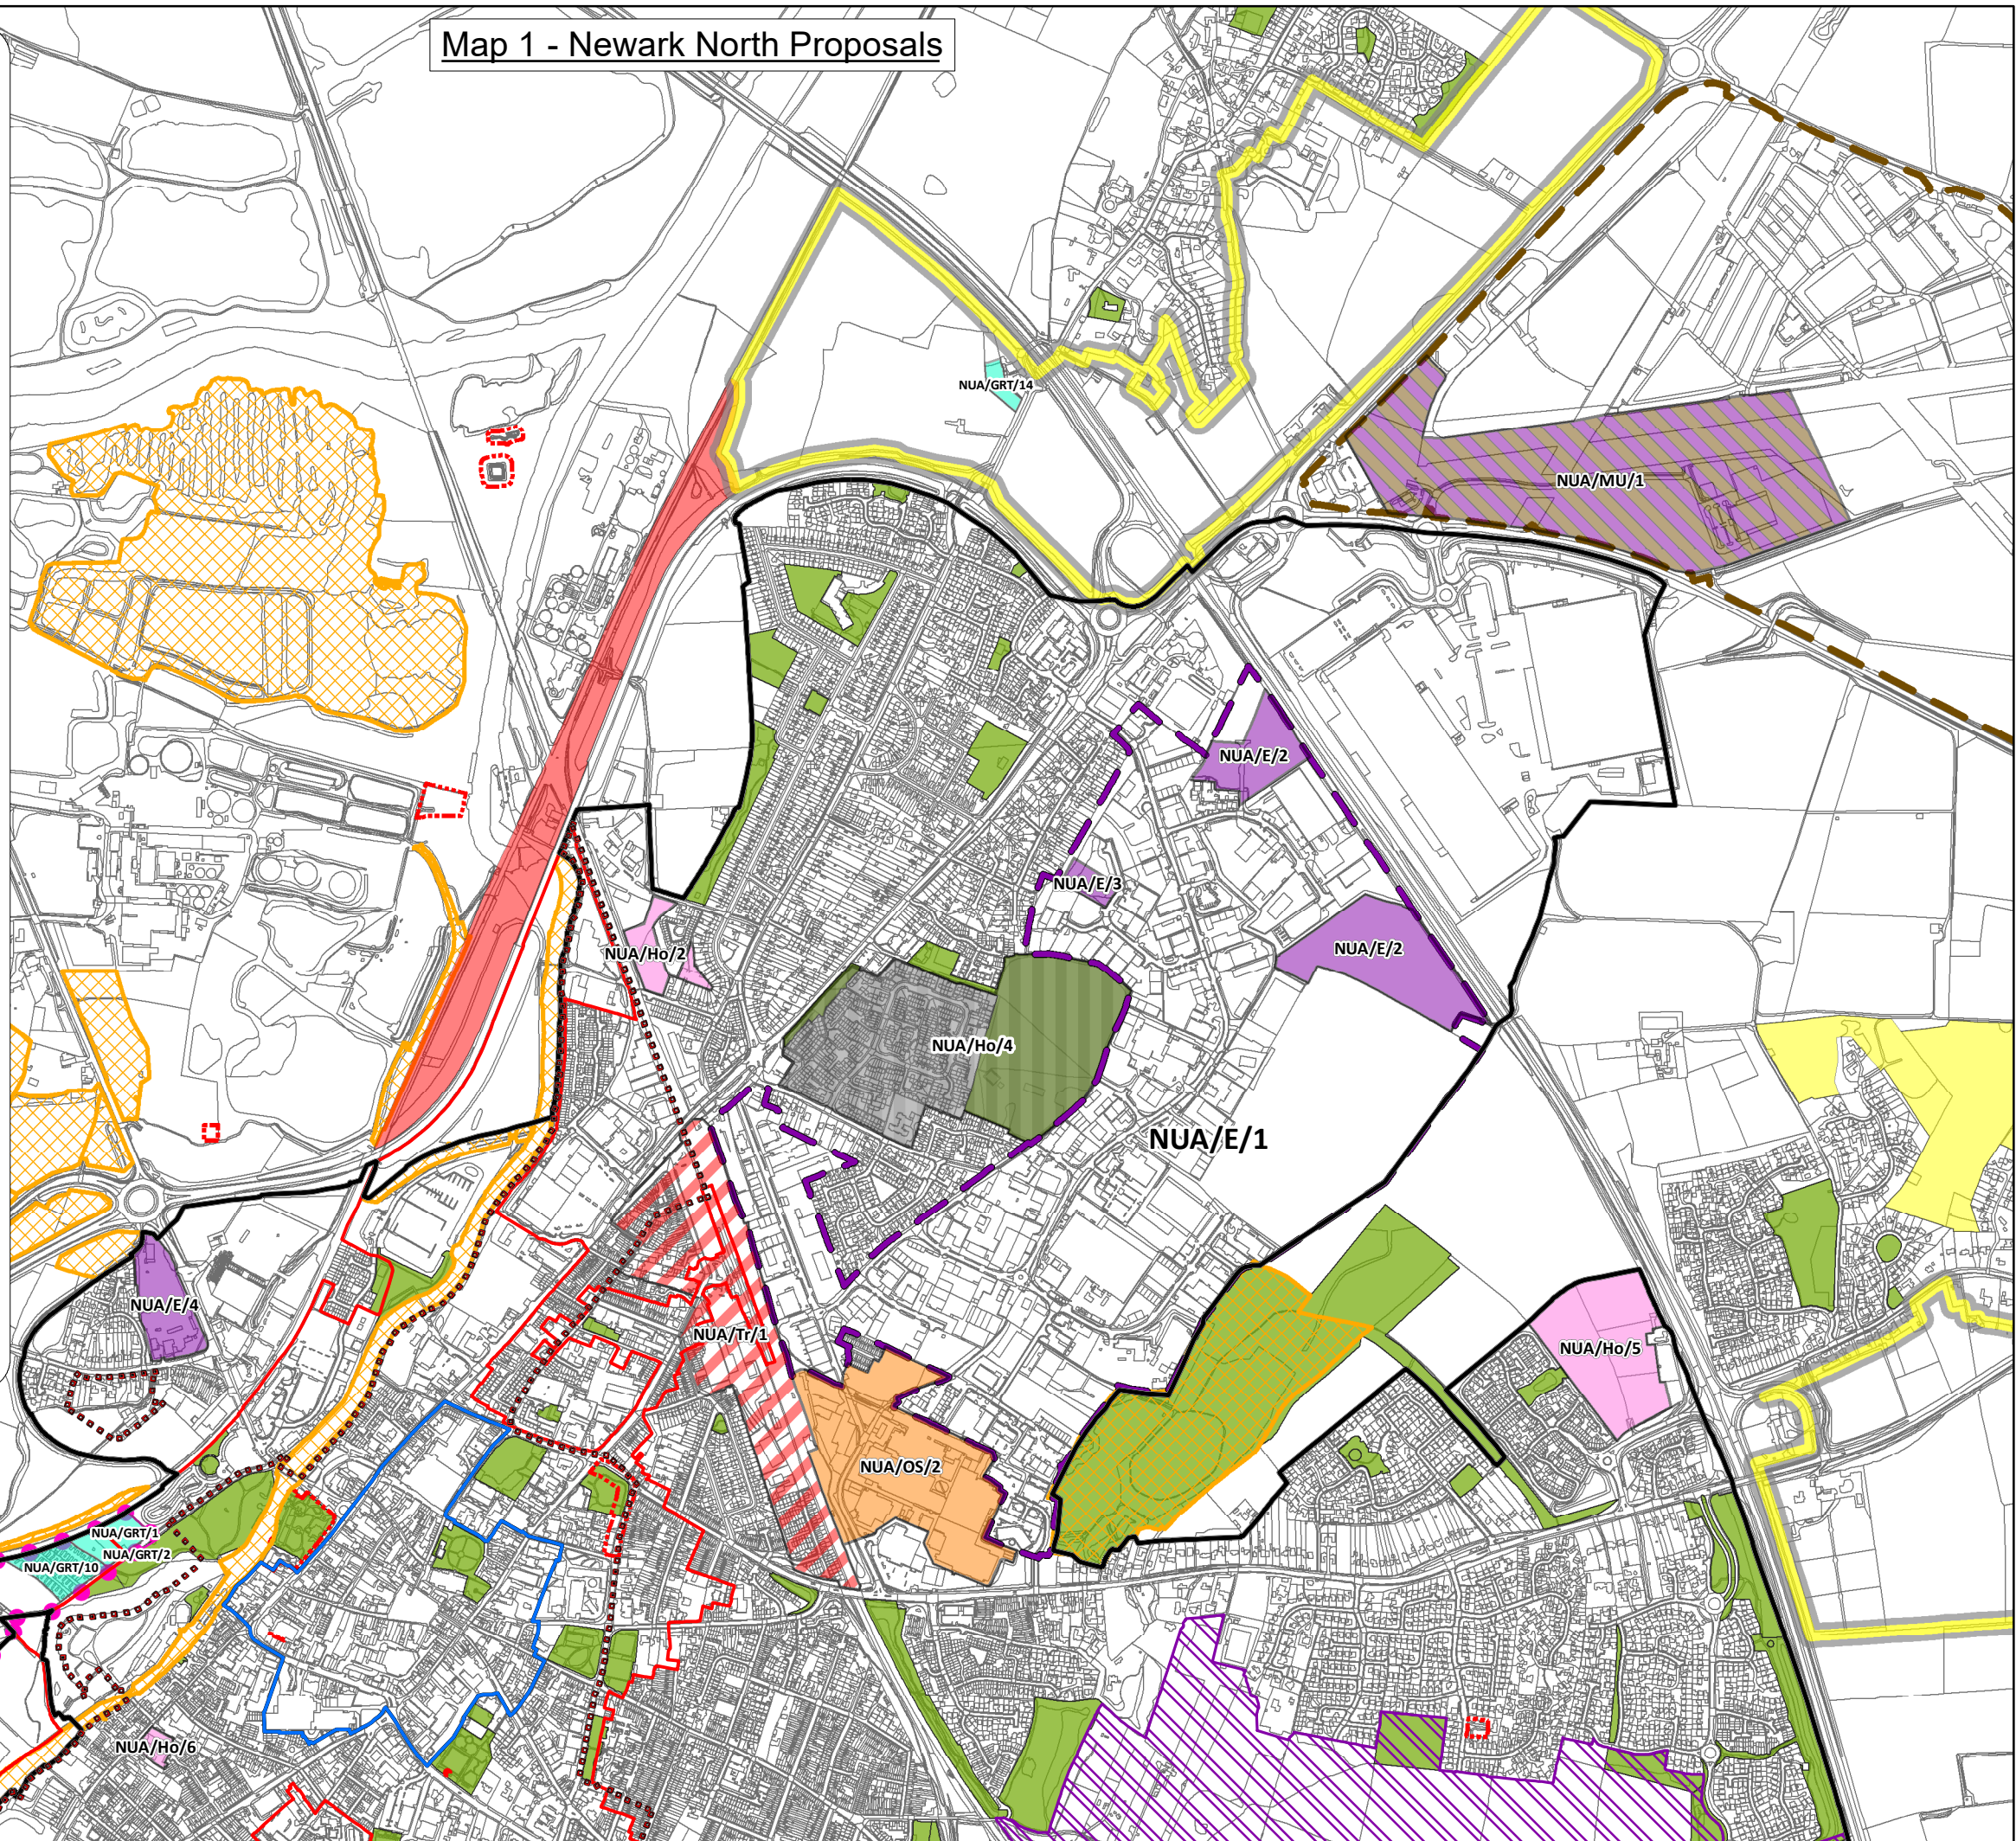 Map 1 - Newark North Proposals
NUA/GRT/14
NUA/MU/1
NUA/E/2
NUA/E/3
NUA/E/2
NUA/Ho/2
NUA/Ho/4
NUA/E/1
NUA/E/4
NUA/Tr/1
NUA/Ho/5
NUA/OS/2
NUA/GRT/1
NUA/GRT/2
NUA/GRT/10
NUA/Ho/6